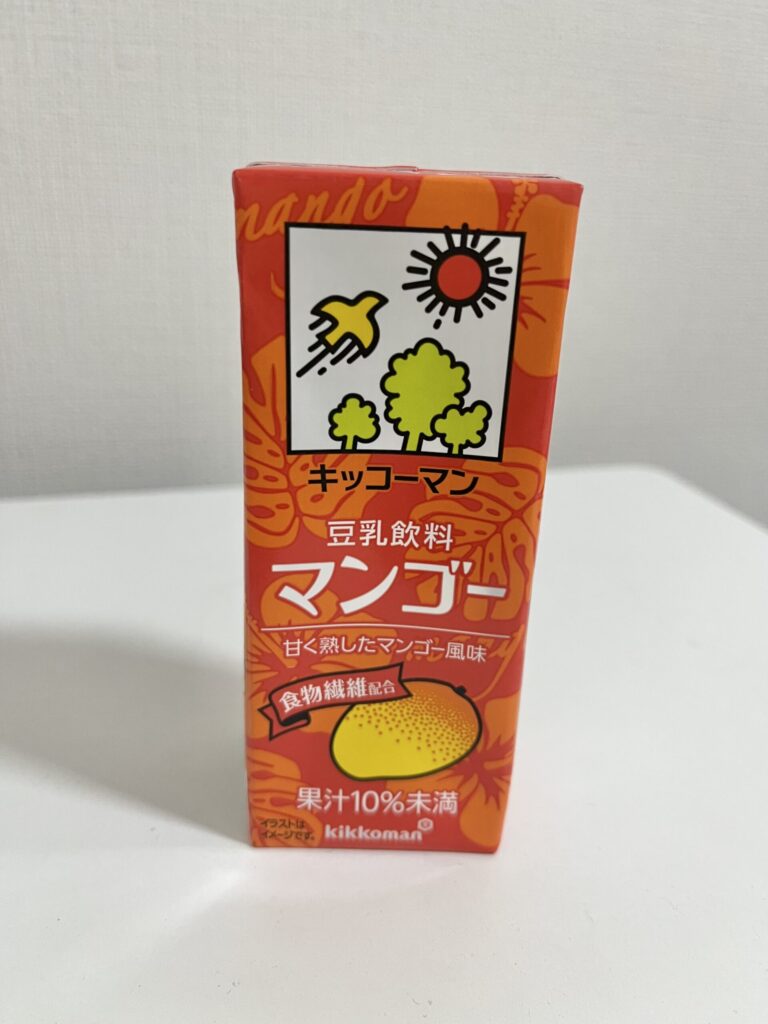 mango
キッコーマン
豆乳飲料
マンゴー
甘く熟したマンゴー風味
食物繊維配合
果汁10%未満
イラストは
イメージです。
kikkoman